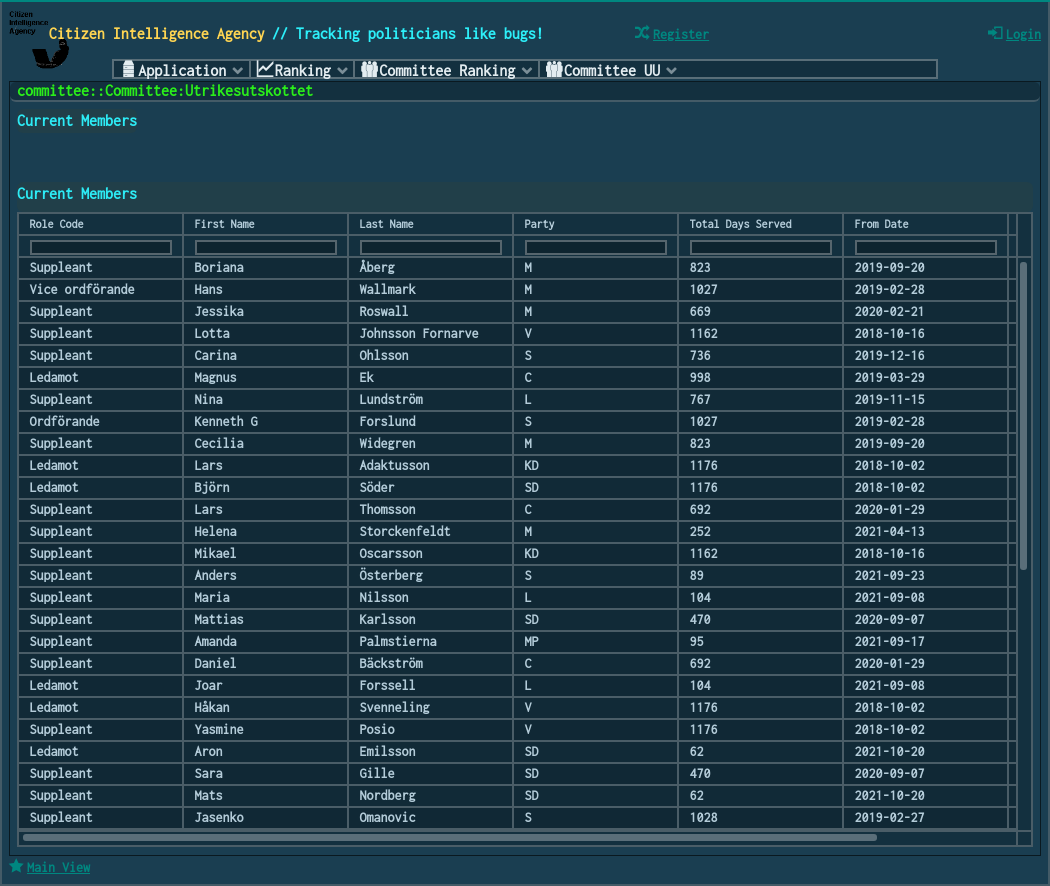 Citizen
Intelligence
Agency
Citizen Intelligence Agency // Tracking politicians like bugs!
Register
Login
Application Ranking Committee Ranking Committee UU
committee::Committee:Utrikesutskottet
Current Members
Current Members
Role Code First Name Last Name Party Total Days Served From Date
Suppleant Boriana Åberg M 823 2019-09-20
Vice ordförande Hans Wallmark M 1027 2019-02-28
Suppleant Jessika Roswall M 669 2020-02-21
Suppleant Lotta Johnsson Fornarve V 1162 2018-10-16
Suppleant Carina Ohlsson S 736 2019-12-16
Ledamot Magnus Ek C 998 2019-03-29
Suppleant Nina Lundström L 767 2019-11-15
Ordförande Kenneth G Forslund S 1027 2019-02-28
Suppleant Cecilia Widegren M 823 2019-09-20
Ledamot Lars Adaktusson KD 1176 2018-10-02
Ledamot Björn Söder SD 1176 2018-10-02
Suppleant Lars Thomsson C 692 2020-01-29
Suppleant Helena Storckenfeldt M 252 2021-04-13
Suppleant Mikael Oscarsson KD 1162 2018-10-16
Suppleant Anders Österberg S 89 2021-09-23
Suppleant Maria Nilsson L 104 2021-09-08
Suppleant Mattias Karlsson SD 470 2020-09-07
Suppleant Amanda Palmstierna MP 95 2021-09-17
Suppleant Daniel Bäckström C 692 2020-01-29
Ledamot Joar Forssell L 104 2021-09-08
Ledamot Håkan Svenneling V 1176 2018-10-02
Suppleant Yasmine Posio V 1176 2018-10-02
Ledamot Aron Emilsson SD 62 2021-10-20
Suppleant Sara Gille SD 470 2020-09-07
Suppleant Mats Nordberg SD 62 2021-10-20
Suppleant Jasenko Omanovic S 1028 2019-02-27
Main View